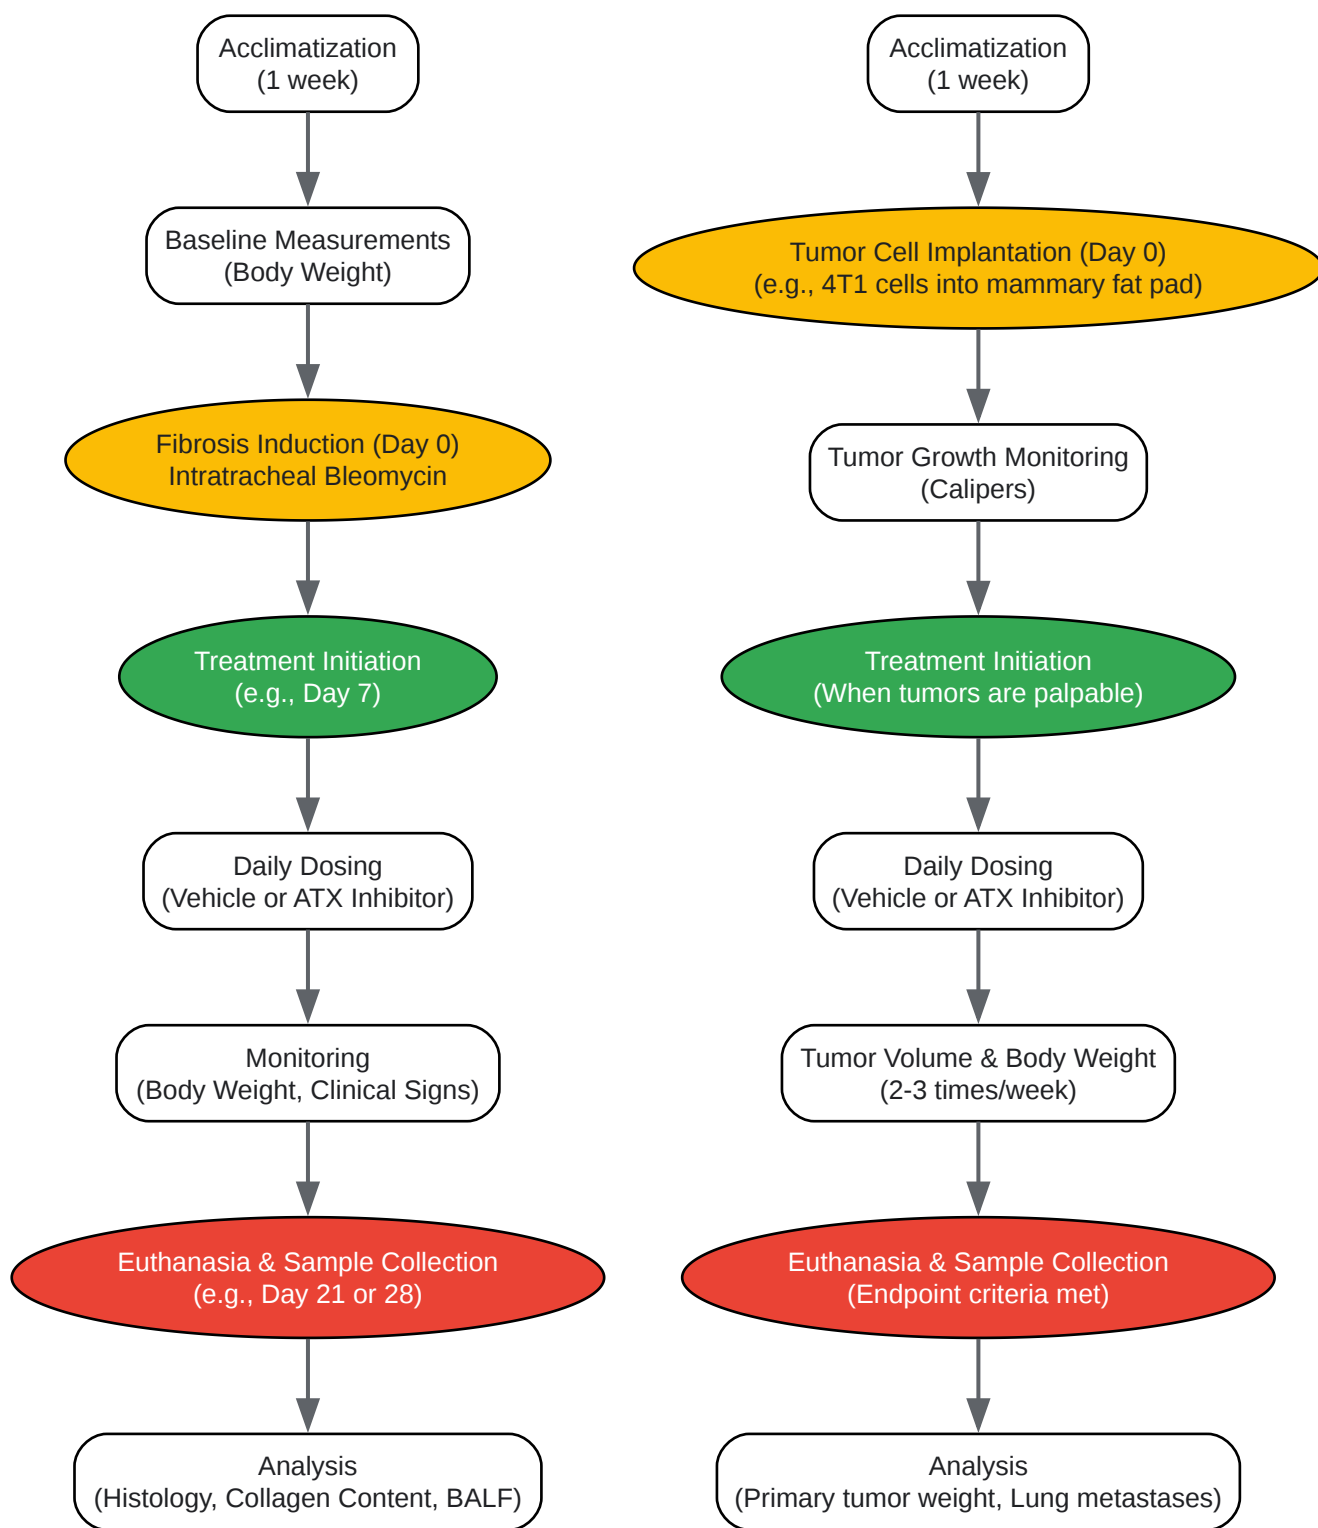 Acclimatization
(1 week)
Baseline Measurements
(Body Weight)
Fibrosis Induction (Day 0)
Intratracheal Bleomycin
Treatment Initiation
(e.g., Day 7)
Daily Dosing
(Vehicle or ATX Inhibitor)
Monitoring
(Body Weight, Clinical Signs)
Euthanasia & Sample Collection
(e.g., Day 21 or 28)
Analysis
(Histology, Collagen Content, BALF)
Acclimatization
(1 week)
Tumor Cell Implantation (Day 0)
(e.g., 4T1 cells into mammary fat pad)
Tumor Growth Monitoring
(Calipers)
Treatment Initiation
(When tumors are palpable)
Daily Dosing
(Vehicle or ATX Inhibitor)
Tumor Volume & Body Weight
(2-3 times/week)
Euthanasia & Sample Collection
(Endpoint criteria met)
Analysis
(Primary tumor weight, Lung metastases)